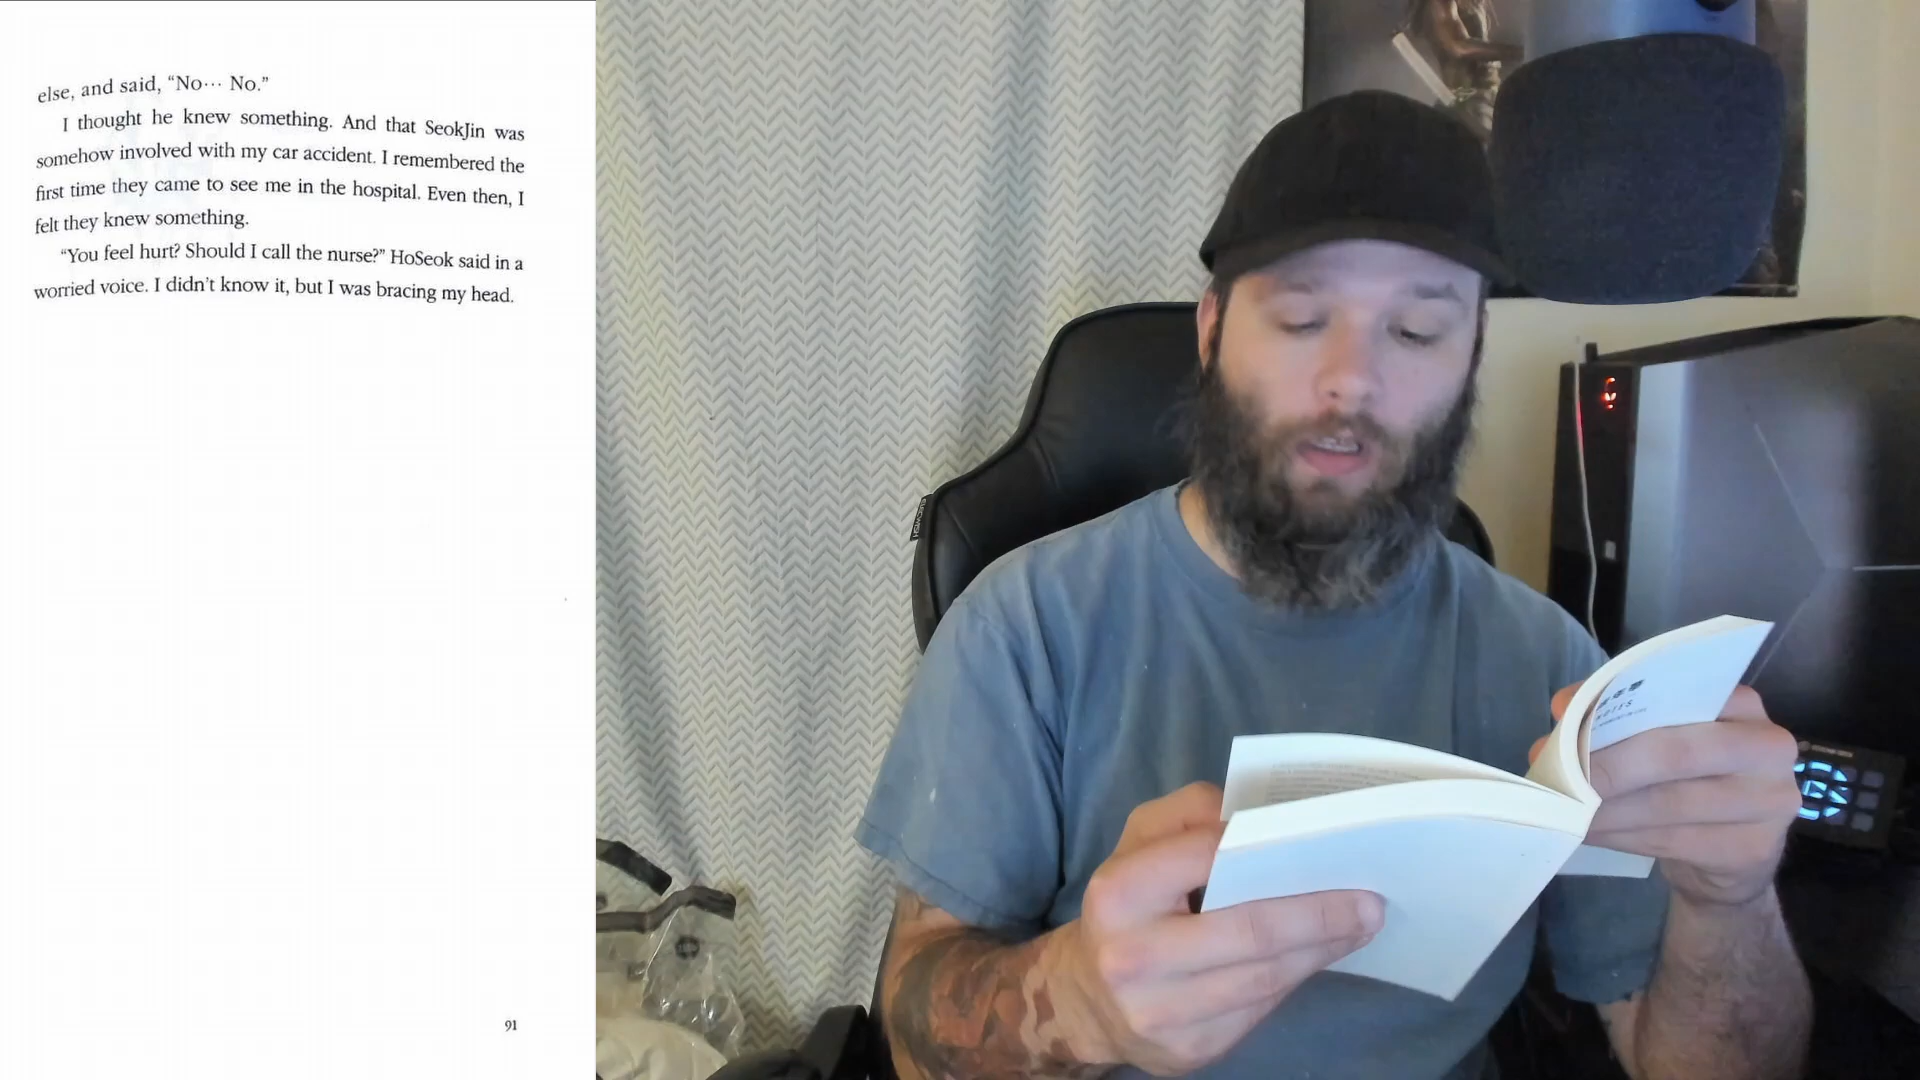 else, and said, “No… No.”
I thought he knew something. And that SeokJin was
somehow involved with my car accident. I remembered the
first time they came to see me in the hospital. Even then, I
felt they knew something.
“You feel hurt? Should I call the nurse?” HoSeok said in a
worried voice. I didn’t know it, but I was bracing my head.
91